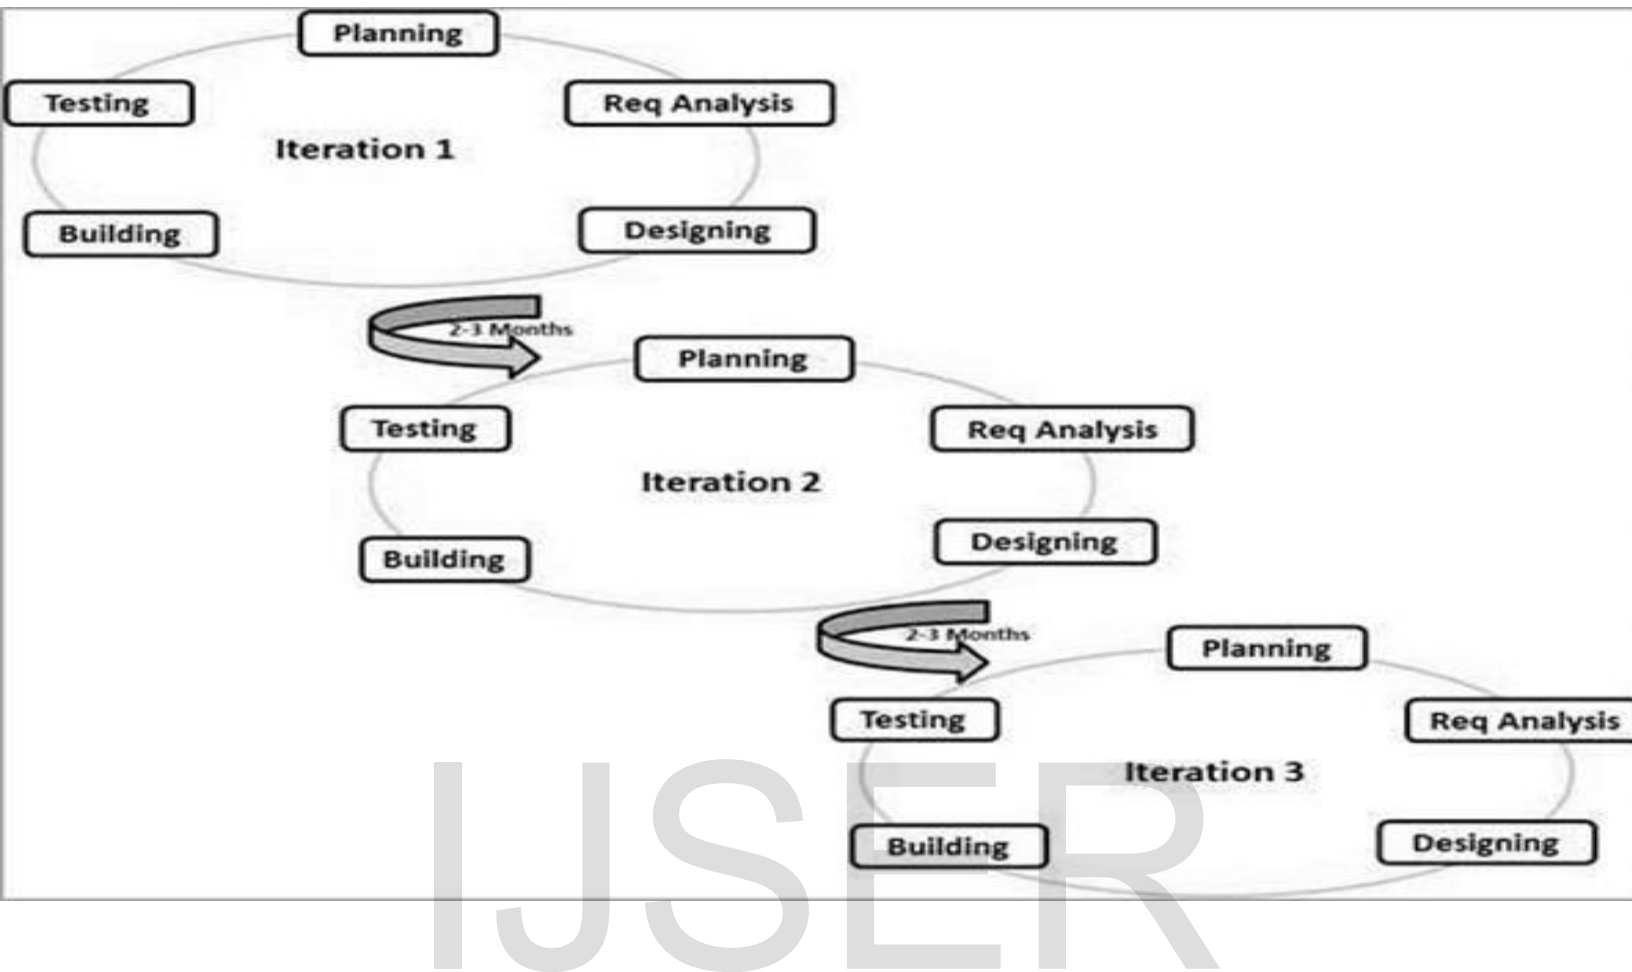 Planning
Testing
Req Analysis
Iteration 1
Building
Designing
2-3 Months
Planning
Testing
Req Analysis
Iteration 2
Building
Designing
2-3 Months
Planning
Testing
Req Analysis
Iteration 3
Building
Designing
IJSER